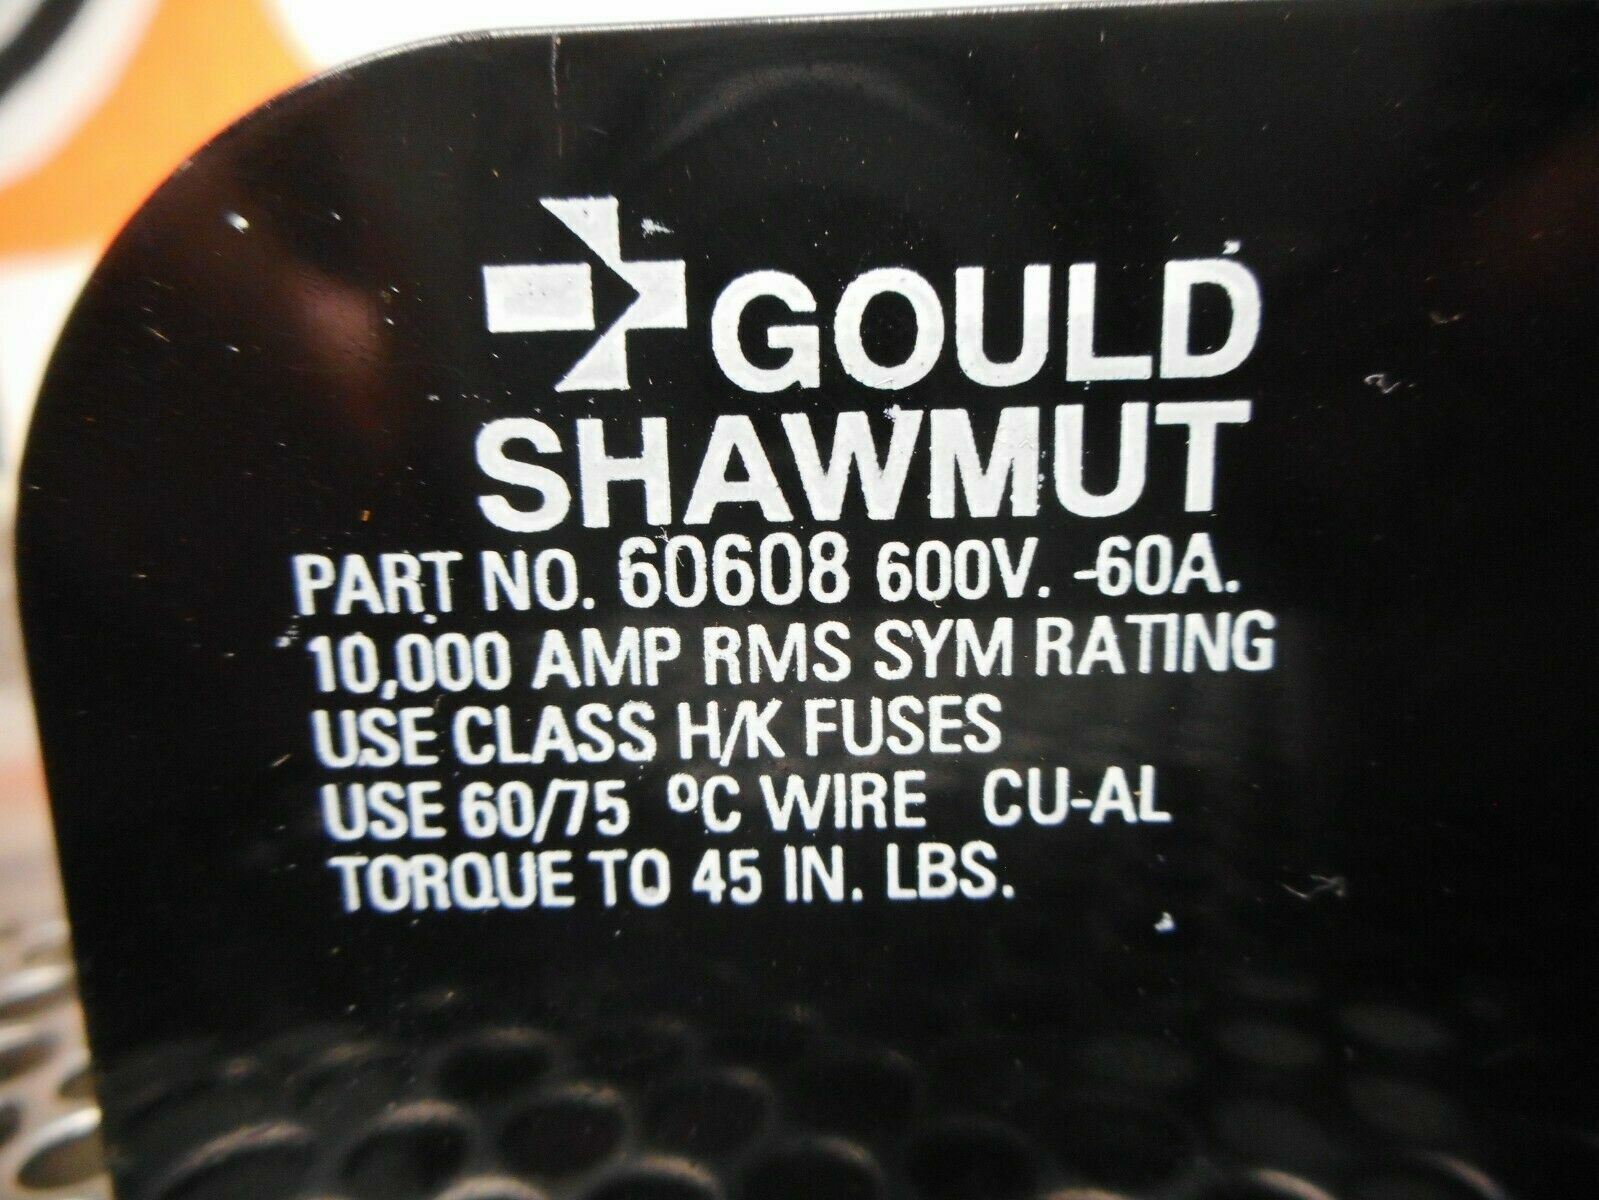 GOULD
SHAWMUT
PART NO. 60608 600V. -60A.
10,000 AMP RMS SYM RATING
USE CLASS H/K FUSES
USE 60/75 ºC WIRE CU-AL
TORQUE TO 45 IN. LBS.